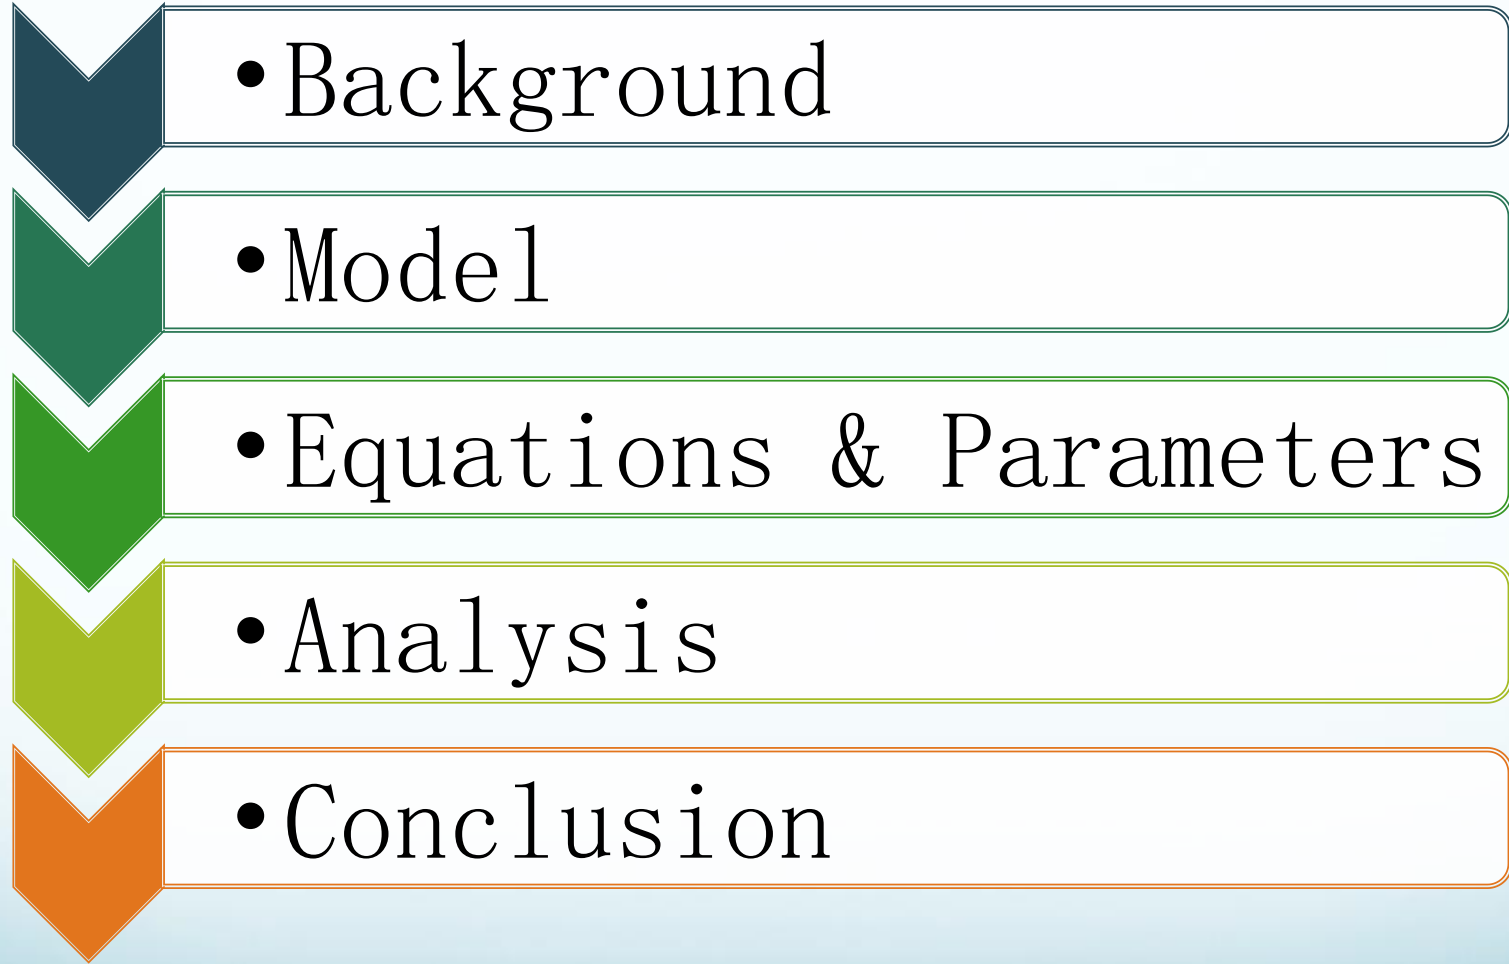 •Background
•Model
•Equations & Parameters
•Analysis
•Conclusion